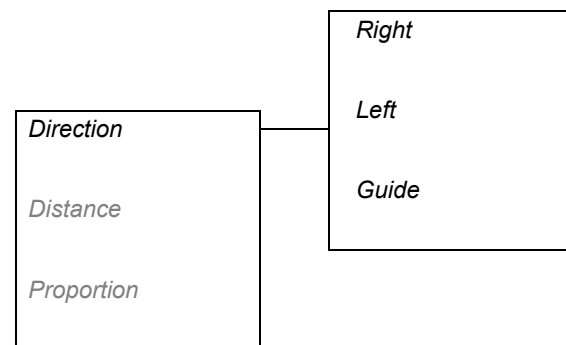 Right
Left
Guide
Direction
Distance
Proportion